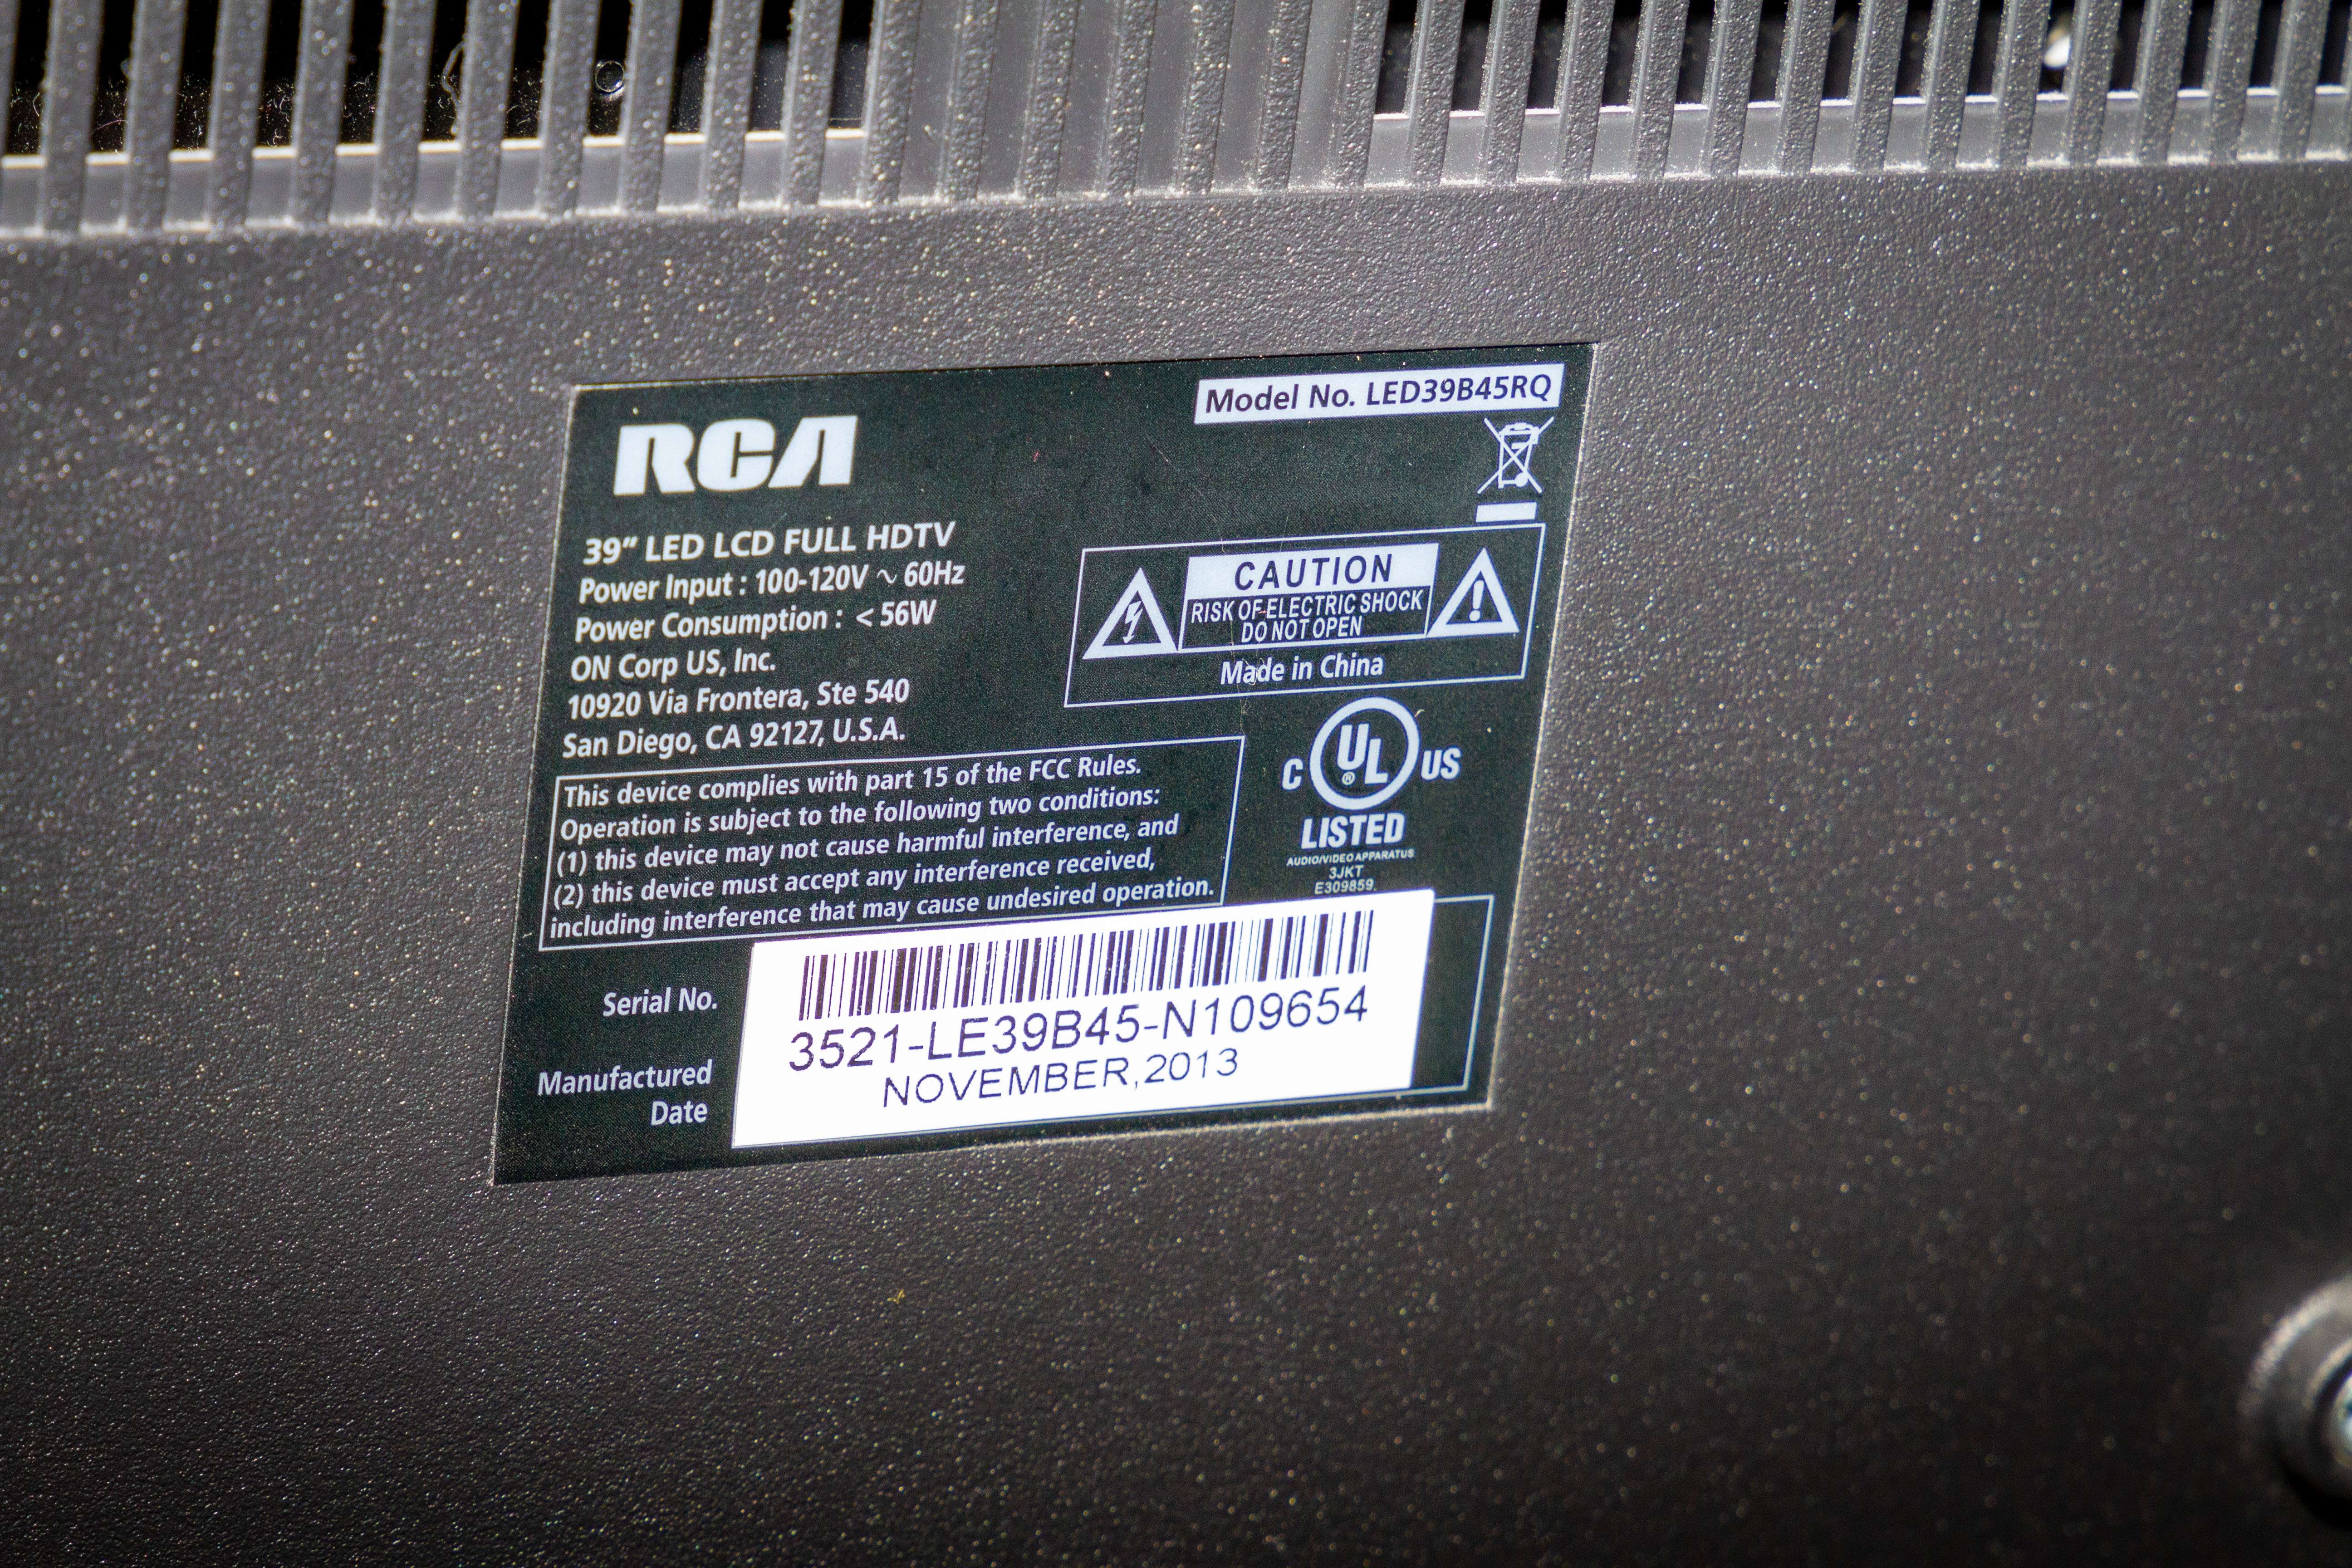 RCA
Model No. LED39B45RQ
39" LED LCD FULL HDTV
Power Input : 100-120V ~ 60Hz
Power Consumption : < 56W
ON Corp US, Inc.
10920 Via Frontera, Ste 540
San Diego, CA 92127, U.S.A.
CAUTION
RISK OF ELECTRIC SHOCK
DO NOT OPEN
Made in China
This device complies with part 15 of the FCC Rules.
Operation is subject to the following two conditions:
(1) this device may not cause harmful interference, and
(2) this device must accept any interference received,
including interference that may cause undesired operation.
C UL® US
LISTED
AUDIO/VIDEO APPARATUS
3JKT
E309859.
Serial No.
3521-LE39B45-N109654
Manufactured
Date
NOVEMBER,2013